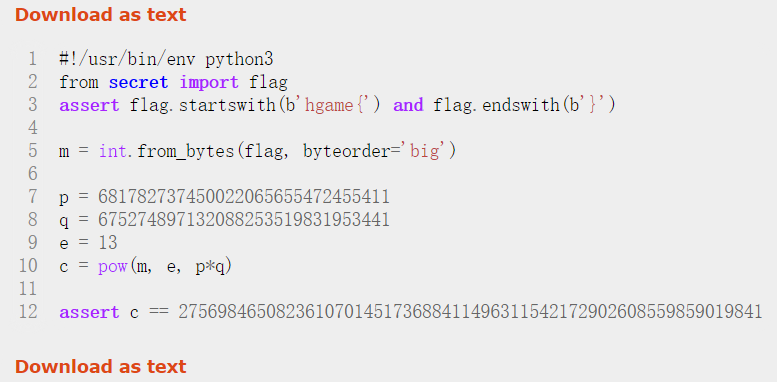 Download as text
1 #!/usr/bin/env python3
2 from secret import flag
3 assert flag.startswith(b'hgame{') and flag.endswith(b'}')
4
5 m = int.from_bytes(flag, byteorder='big')
6
7 p = 681782737450022065655472455411
8 q = 675274897132088253519831953441
9 e = 13
10 c = pow(m, e, p*q)
11
12 assert c == 275698465082361070145173688411496311542172902608559859019841
Download as text